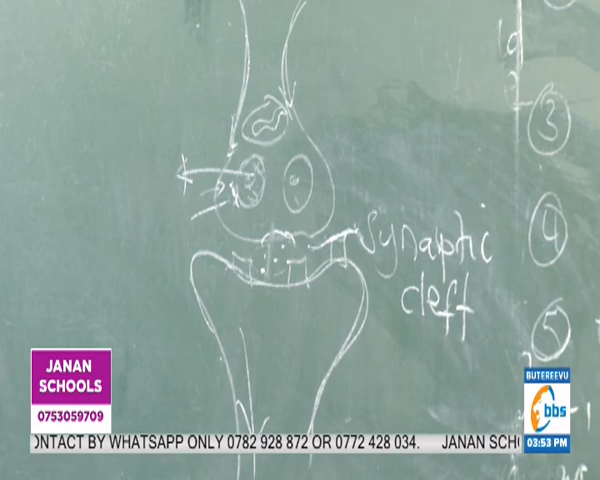 Synaptic
cleft
3
4
5
JANAN
SCHOOLS
0753059709
BUTEREEVU
bbs
03:53 PM
ONTACT BY WHATSAPP ONLY 0782 928 872 OR 0772 428 034. JANAN SCH